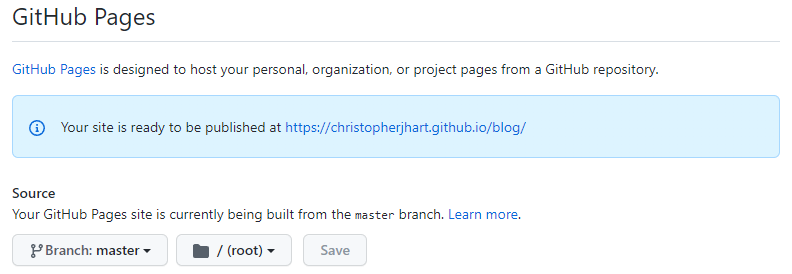 GitHub Pages
GitHub Pages is designed to host your personal, organization, or project pages from a GitHub repository.
Your site is ready to be published at https://christopherjhart.github.io/blog/
Source
Your GitHub Pages site is currently being built from the master branch. Learn more.
Branch: master / (root) Save